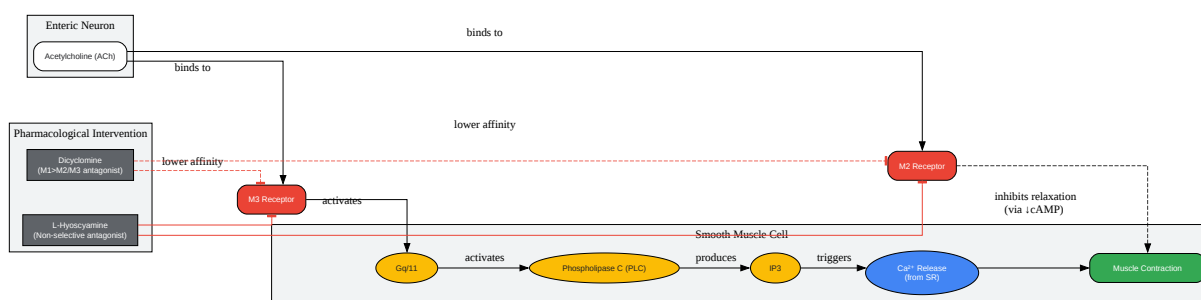 Enteric Neuron
Acetylcholine (ACh)
binds to
binds to
Pharmacological Intervention
Dicyclomine
(M1>M2/M3 antagonist)
lower affinity
lower affinity
L-Hyoscyamine
(Non-selective antagonist)
M3 Receptor
activates
M2 Receptor
inhibits relaxation
(via ↓cAMP)
Smooth Muscle Cell
Gq/11
activates
Phospholipase C (PLC)
produces
IP3
triggers
Ca²⁺ Release
(from SR)
Muscle Contraction